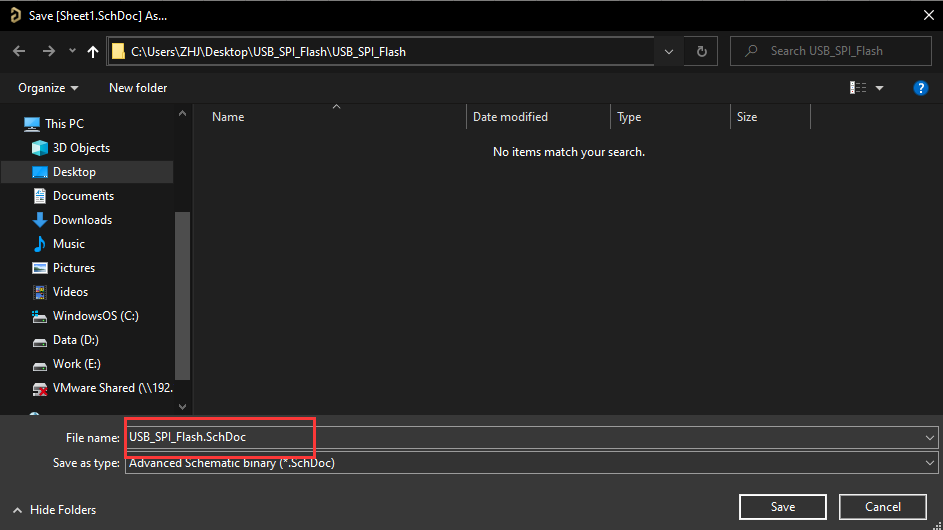 Save [Sheet1.SchDoc] As...
C:\Users\ZHJ\Desktop\USB_SPI_Flash\USB_SPI_Flash
Search USB_SPI_Flash
Organize
New folder
?
Name
Date modified
Type
Size
No items match your search.
This PC
3D Objects
Desktop
Documents
Downloads
Music
Pictures
Videos
WindowsOS (C:)
Data (D:)
Work (E:)
VMware Shared (\\192.
File name:
USB_SPI_Flash.SchDoc
Save as type:
Advanced Schematic binary (*.SchDoc)
Hide Folders
Save
Cancel